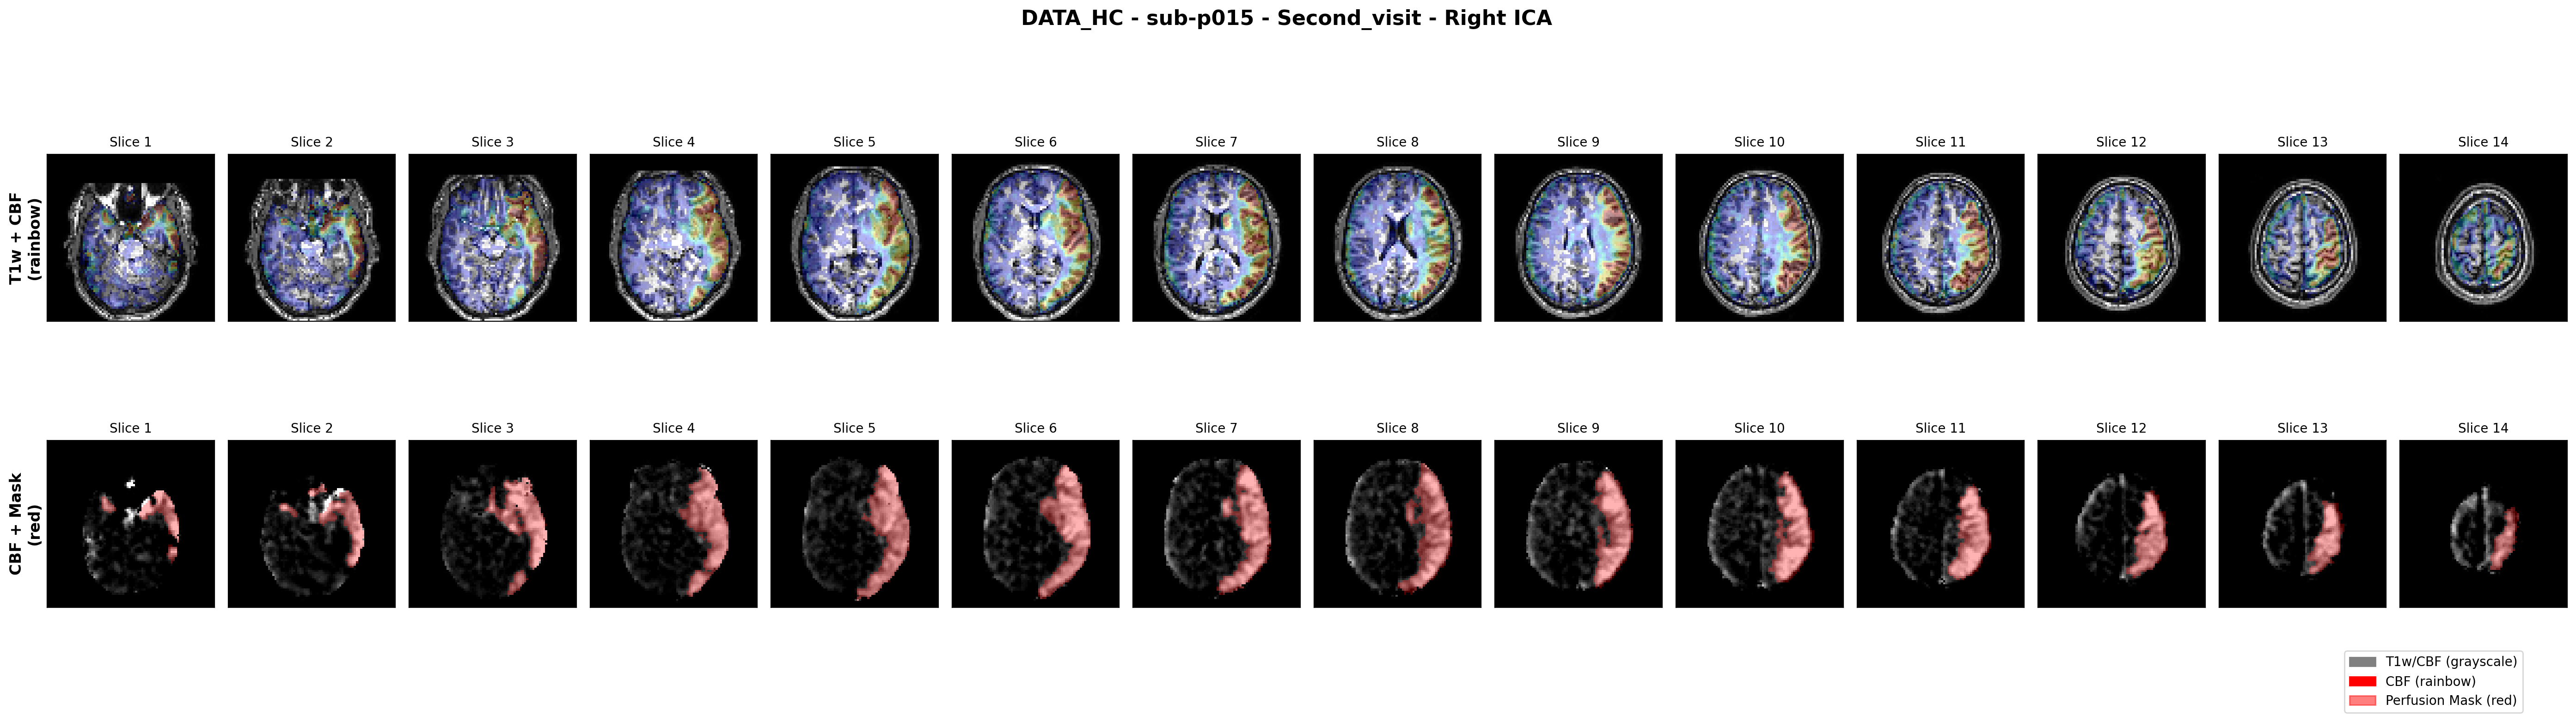 DATA_HC - sub-p015 - Second_visit - Right ICA
Slice 1 Slice 2 Slice 3 Slice 4 Slice 5 Slice 6 Slice 7 Slice 8 Slice 9 Slice 10 Slice 11 Slice 12 Slice 13 Slice 14
T1w + CBF
(rainbow)
Slice 1 Slice 2 Slice 3 Slice 4 Slice 5 Slice 6 Slice 7 Slice 8 Slice 9 Slice 10 Slice 11 Slice 12 Slice 13 Slice 14
CBF + Mask
(red)
T1w/CBF (grayscale)
CBF (rainbow)
Perfusion Mask (red)